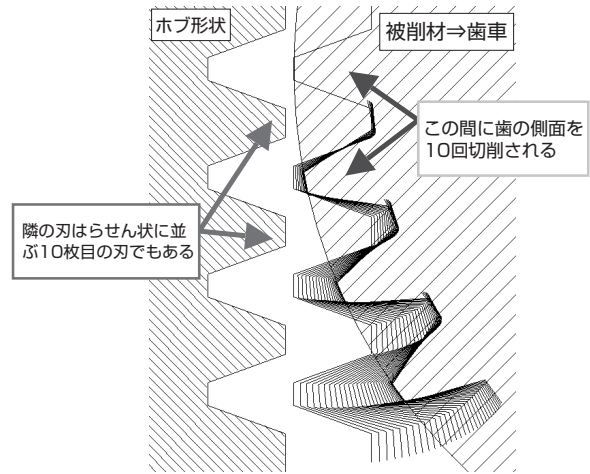 ホブ形状
被削材⇒歯車
この間に歯の側面を
10回切削される
隣の刃はらせん状に並
ぶ10枚目の刃でもある